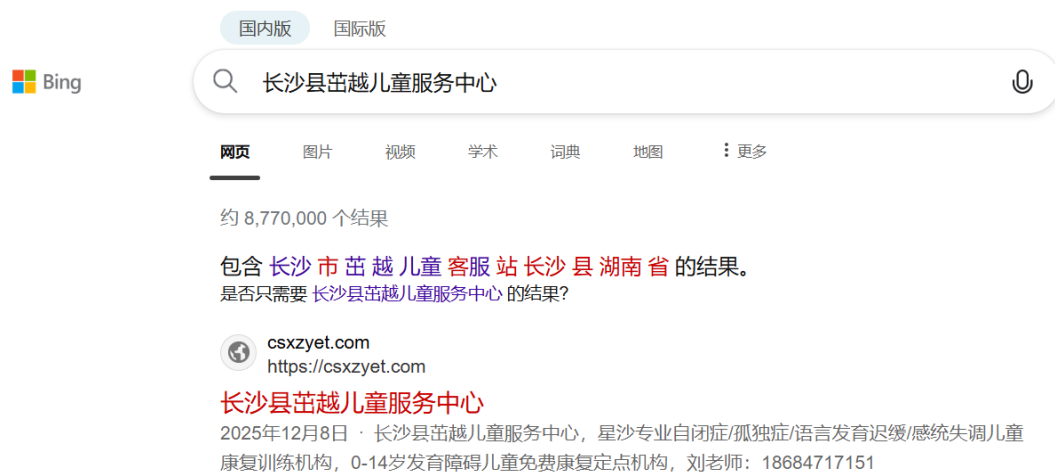 国内版 国际版
Bing
长沙县茁越儿童服务中心
网页 图片 视频 学术 词典 地图 更多
约 8,770,000 个结果
包含 长沙 市 茁 越 儿童 客服 站 长沙 县 湖南 省 的结果。
是否只需要 长沙县茁越儿童服务中心 的结果?
csxzyet.com
https://csxzyet.com
长沙县茁越儿童服务中心
2025年12月8日 · 长沙县茁越儿童服务中心，星沙专业自闭症/孤独症/语言发育迟缓/感统失调儿童
康复训练机构，0-14岁发育障碍儿童免费康复定点机构，刘老师：18684717151